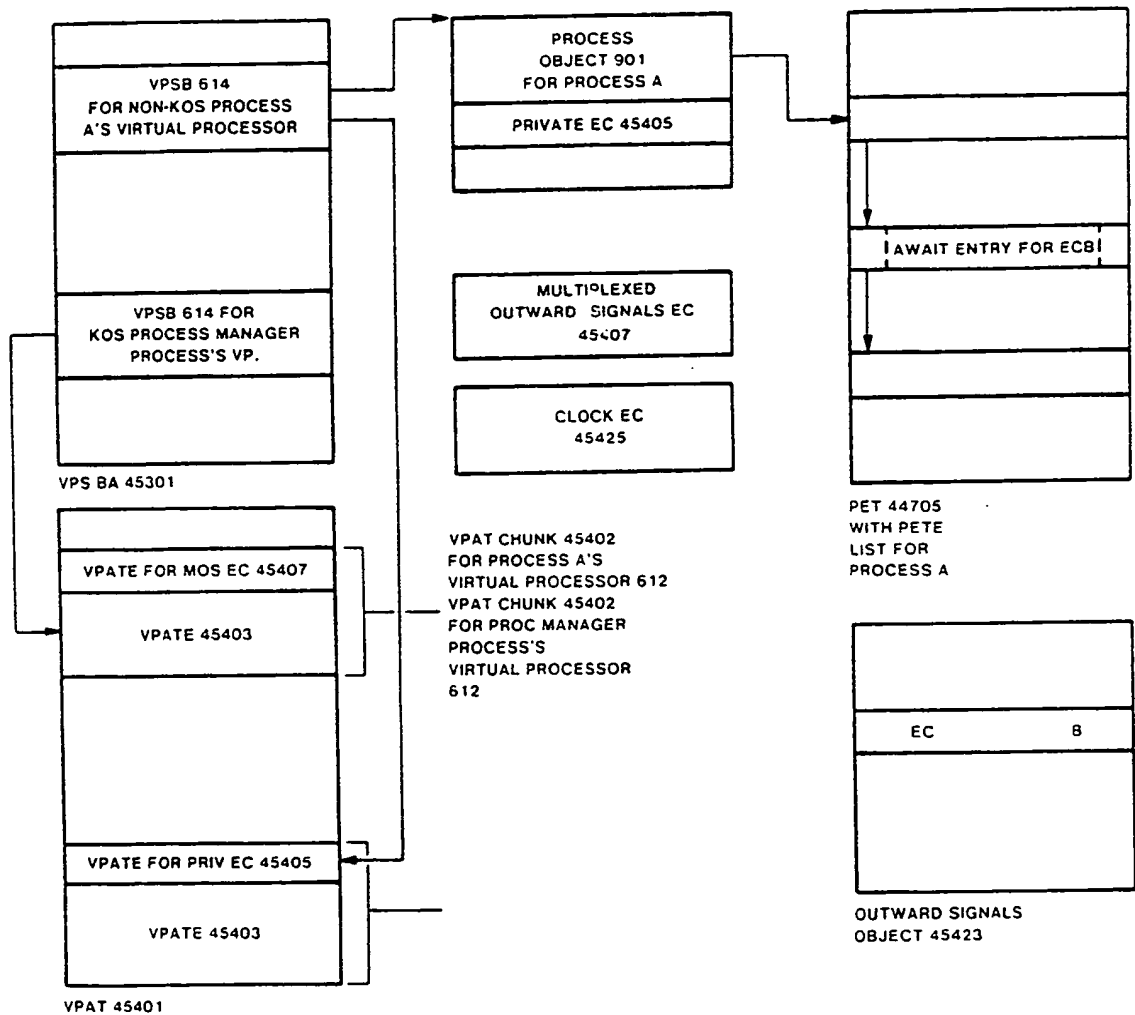 VPSB 614
FOR NON-KOS PROCESS
A'S VIRTUAL PROCESSOR
VPSB 614 FOR
KOS PROCESS MANAGER
PROCESS'S VP.
VPS BA 45301
PROCESS
OBJECT 901
FOR PROCESS A
PRIVATE EC 45405
MULTIPLEXED
OUTWARD SIGNALS EC
45407
CLOCK EC
45425
AWAIT ENTRY FOR ECB
PET 44705
WITH PETE
LIST FOR
PROCESS A
VPATE FOR MOS EC 45407
VPATE 45403
VPATE FOR PRIV EC 45405
VPATE 45403
VPAT 45401
VPAT CHUNK 45402
FOR PROCESS A'S
VIRTUAL PROCESSOR 612
VPAT CHUNK 45402
FOR PROC MANAGER
PROCESS'S
VIRTUAL PROCESSOR
612
EC B
OUTWARD SIGNALS
OBJECT 45423